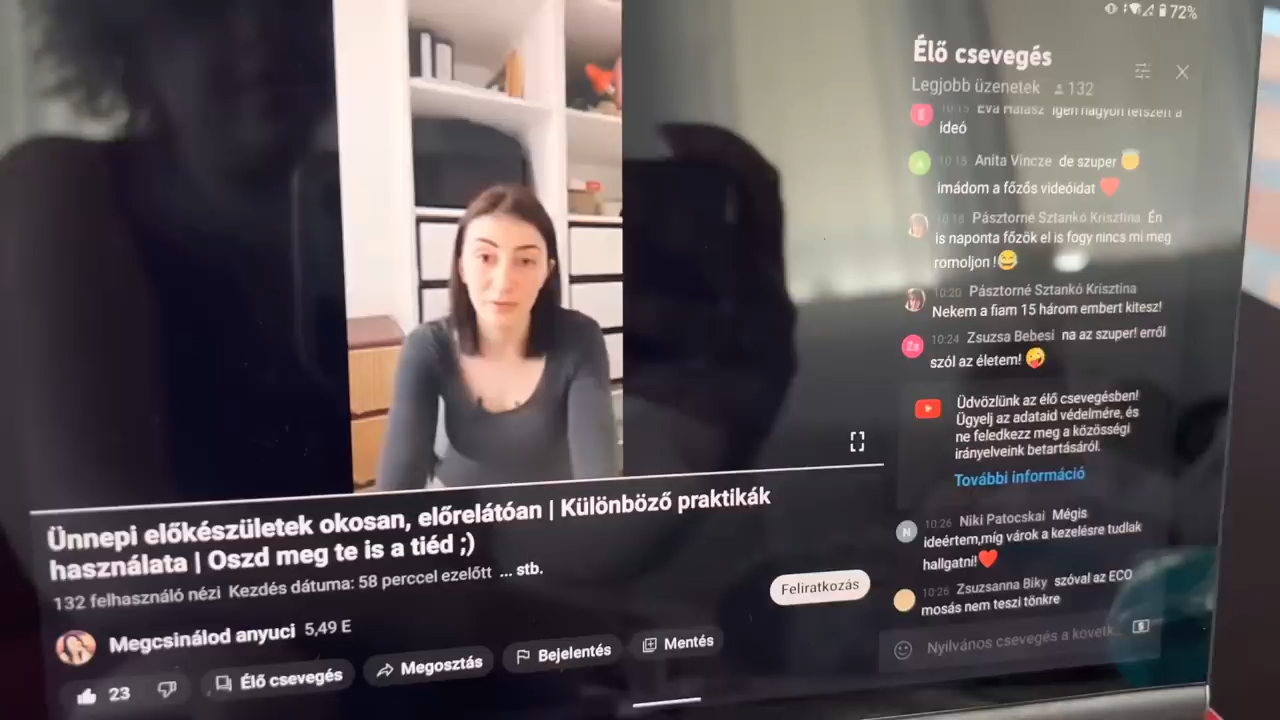 72%
Élő csevegés
Legjobb üzenetek 132
10:15 Éva Halász igen nagyon tetszett a
ideó
10:18 Anita Vincze de szuper 😇
imádom a főzős videóidat ❤️
10:18 Pásztorné Sztankó Krisztina Én
is naponta főzök el is fogy nincs mi meg
romoljon !😂
10:20 Pásztorné Sztankó Krisztina
Nekem a fiam 15 három embert kitesz!
10:24 Zsuzsa Bebesi na az szuper! erről
szól az életem! 🤪
Üdvözlünk az élő csevegésben!
Ügyelj az adataid védelmére, és
ne feledkezz meg a közösségi
irányelveink betartásáról.
További információ
10:26 Niki Patocskai Mégis
ideértem,míg várok a kezelésre tudlak
hallgatni!❤️
10:26 Zsuzsanna Biky szóval az ECO
mosás nem teszi tönkre
Nyilvános csevegés a követk...
Ünnepi előkészületek okosan, előrelátóan | Különböző praktikák
használata | Oszd meg te is a tiéd ;)
132 felhasználó nézi Kezdés dátuma: 58 perccel ezelőtt ... stb.
Feliratkozás
Megcsinálod anyuci 5,49 E
23 Élő csevegés Megosztás Bejelentés Mentés